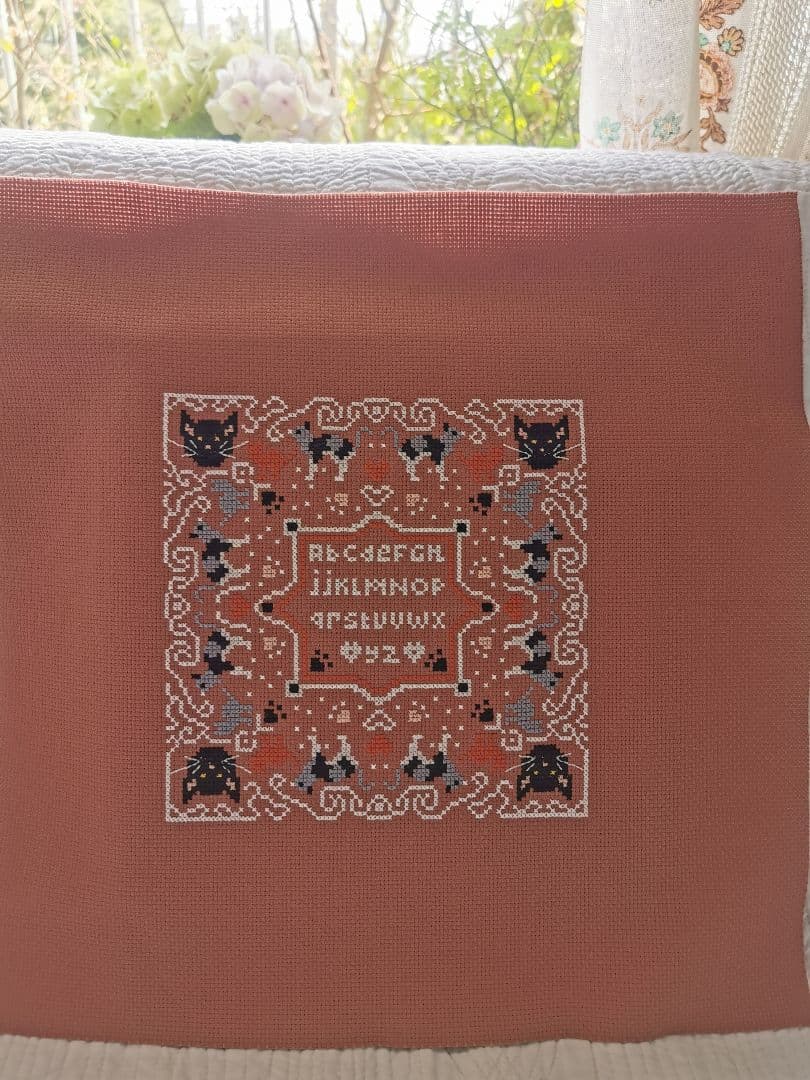 AbCdeFGH
IJKLMNOP
qrStUVWX
yz